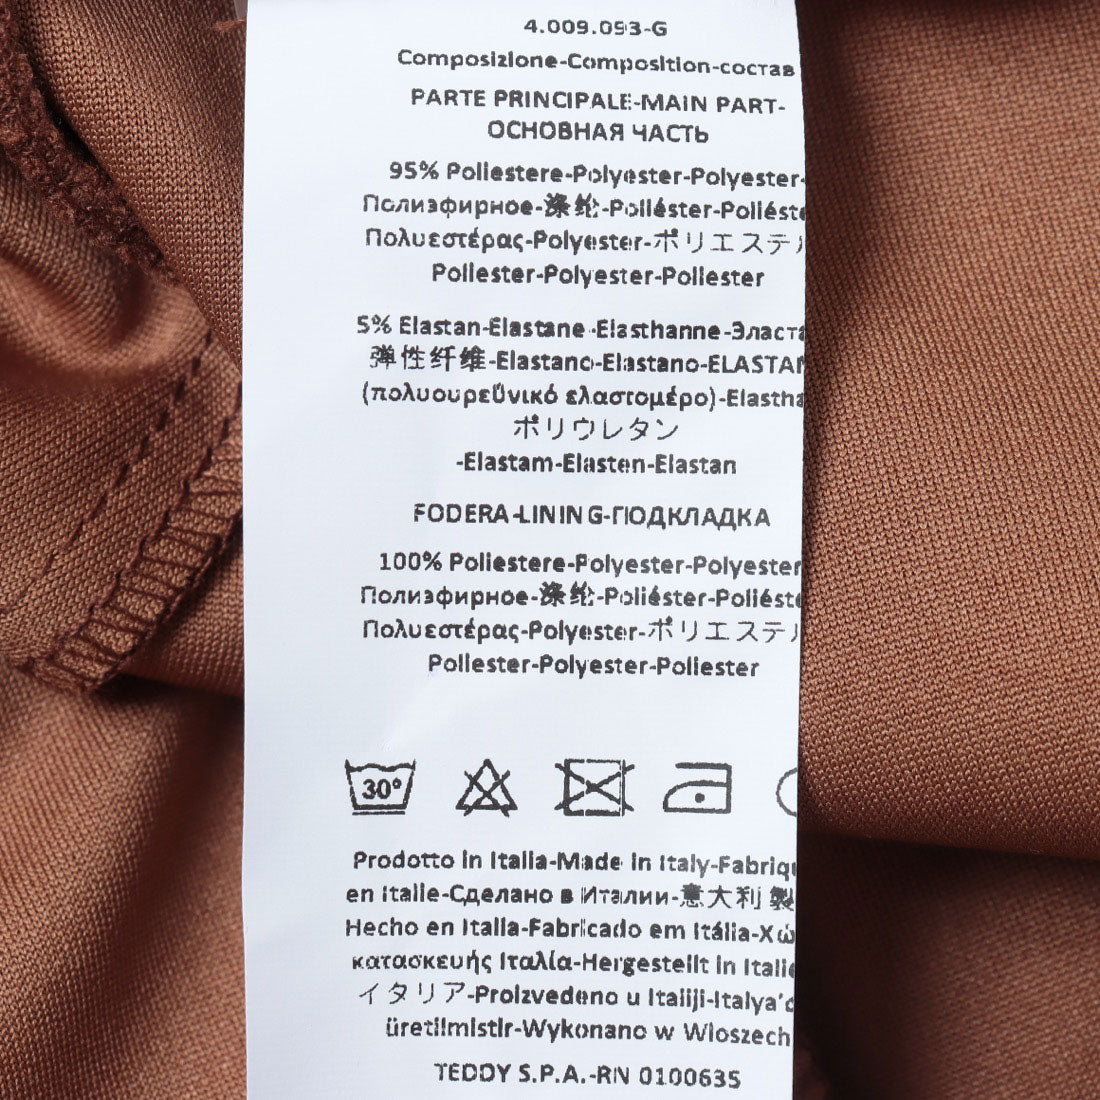 4.009.093-G
Composizione-Composition-состав
PARTE PRINCIPALE-MAIN PART-
ОСНОВНАЯ ЧАСТЬ
95% Poliestere-Polyester-Polyester-
Полиэфирное-涤纶-Poliéster-Poliéste
Πολυεστέρας-Polyester-ポリエステル
Poliester-Polyester-Poliester
5% Elastan-Elastane-Elasthanne-Эласта
弹性纤维-Elastano-Elastano-ELASTAN
(πολυουρεΰνικό ελαστομέρο)-Elastha
ポリウレタン
-Elastam-Elasten-Elastan
FODERA-LINING-ПОДКЛАДКА
100% Poliestere-Polyester-Polyester
Полиэфирное-涤纶-Poliéster-Poliéste
Πολυεστέρας-Polyester-ポリエステル
Poliester-Polyester-Poliester
30°
Prodotto in Italia-Made in Italy-Fabriqu
en Italie-Сделано в Италии-意大利 製
Hecho en Italia-Fabricado em Itália-Χώ
κατασκευής Ιταλία-Hergestellt in Italie
イタリア-Proizvedeno u Italiji-Italya'd
üretilmistir-Wykonano w Wloszech
TEDDY S.P.A.-RN 0100635